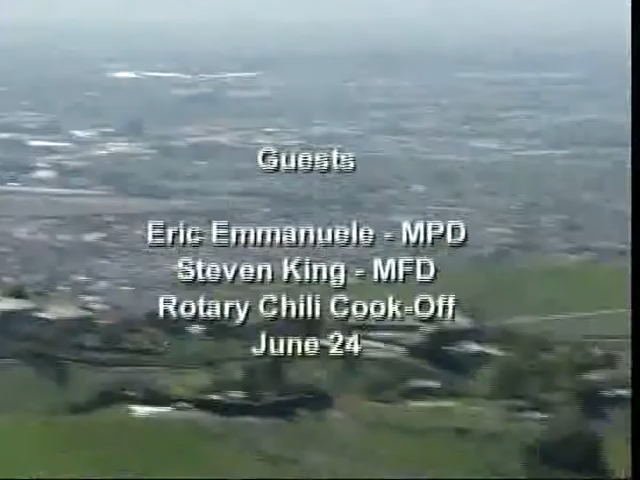 Guests
Eric Emmanuele - MPD
Steven King - MFD
Rotary Chili Cook-Off
June 24